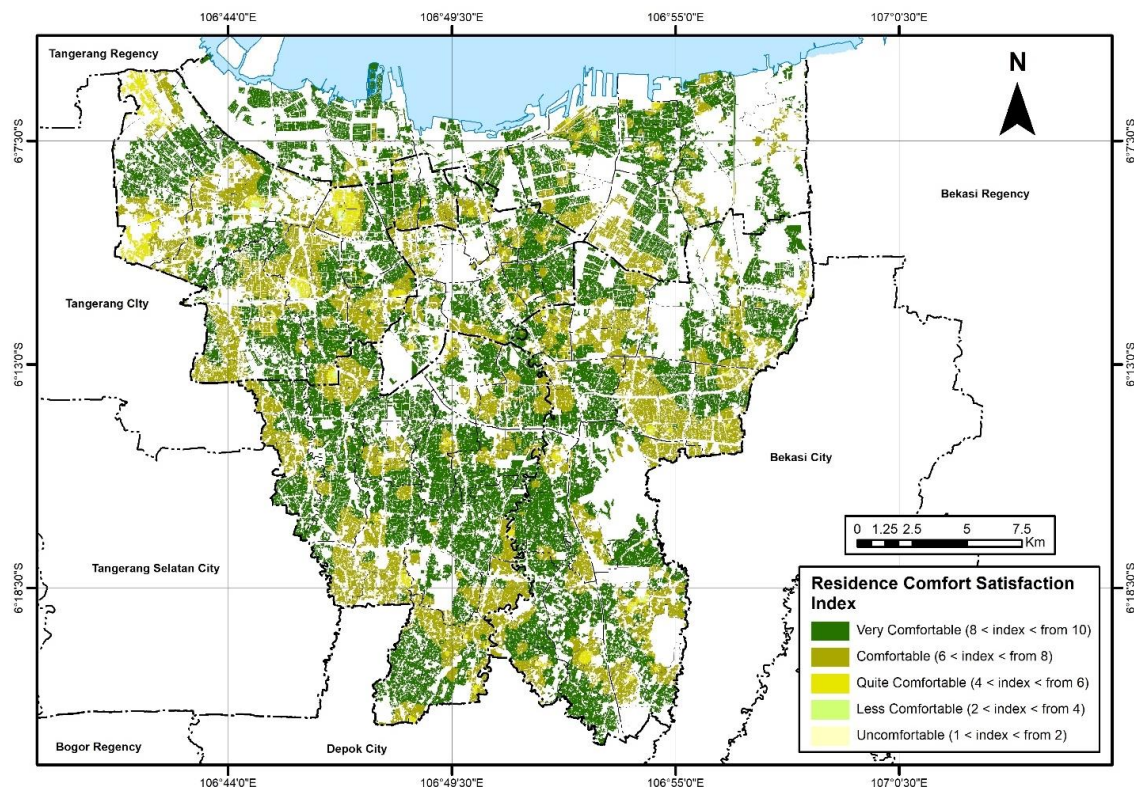 106°44'0"E
106°49'30"E
106°55'0"E
107°0'30"E
Tangerang Regency
N
6°7'30"S
6°7'30"S
Bekasi Regency
Tangerang CIty
6°13'0"S
6°13'0"S
Bekasi City
0 1.25 2.5 5 7.5
Km
Tangerang Selatan City
6°18'30"S
6°18'30"S
Residence Comfort Satisfaction
Index
Very Comfortable (8 < index < from 10)
Comfortable (6 < index < from 8)
Quite Comfortable (4 < index < from 6)
Less Comfortable (2 < index < from 4)
Uncomfortable (1 < index < from 2)
Bogor Regency
Depok City
106°44'0"E
106°49'30"E
106°55'0"E
107°0'30"E